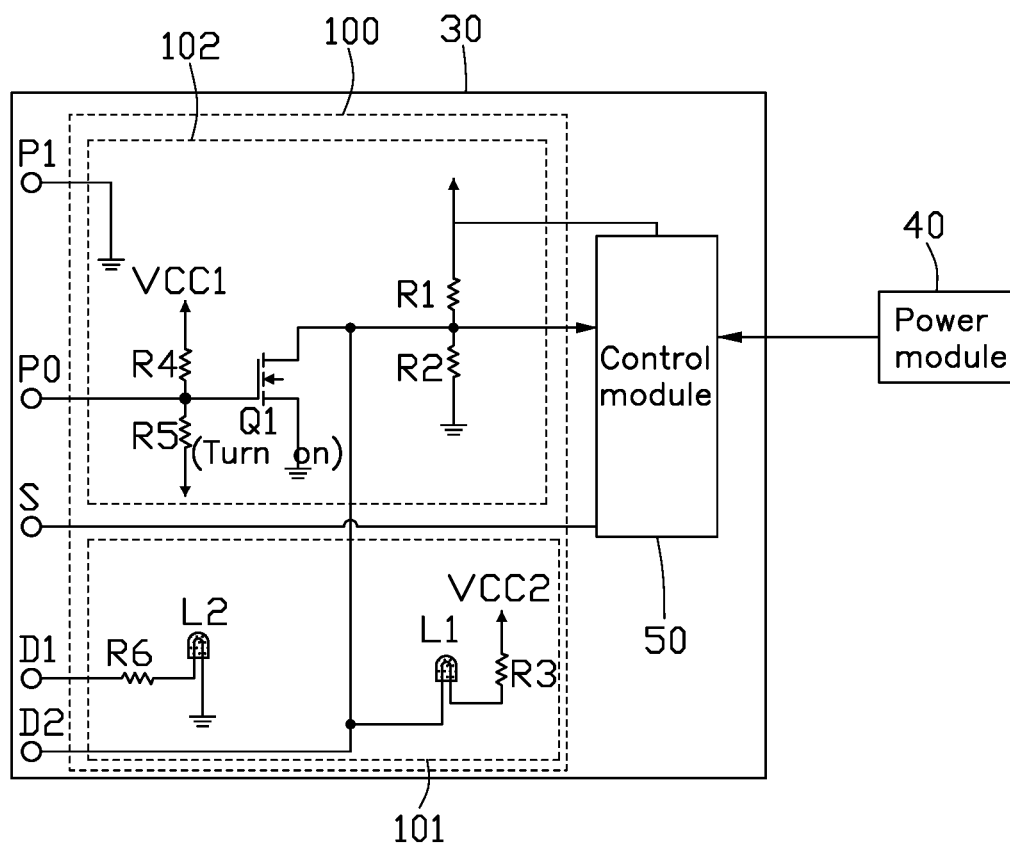 30
100
102
P1
40
VCC1
R1
Power
module
R4
P0
R2
Control
module
Q1
R5
(Turn on)
S
VCC2
L2
L1
50
D1
R6
R3
D2
101